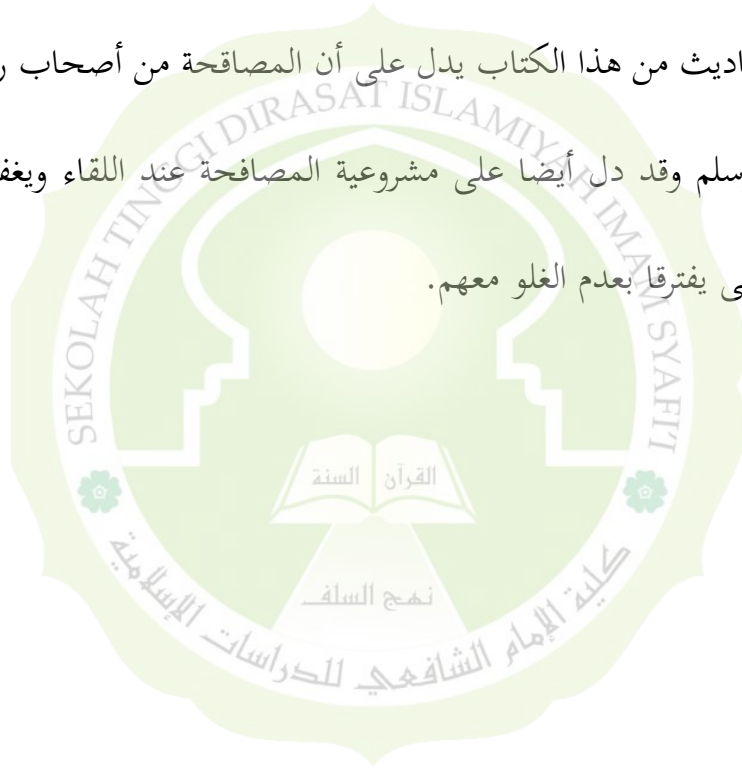 اديث من هذا الكتاب يدل على أن المصاقحة من أصحاب ر
سلم وقد دل أيضا على مشروعية المصافحة عند اللقاء ويغف
ى يفترقا بعدم الغلو معهم.
SEKOLAH TINGGI DIRASAT ISLAMIYAH IMAM SYAFI'I
القرآن السنة
نهج السلف
كلية الإمام الشافعي للدراسات الإسلامية